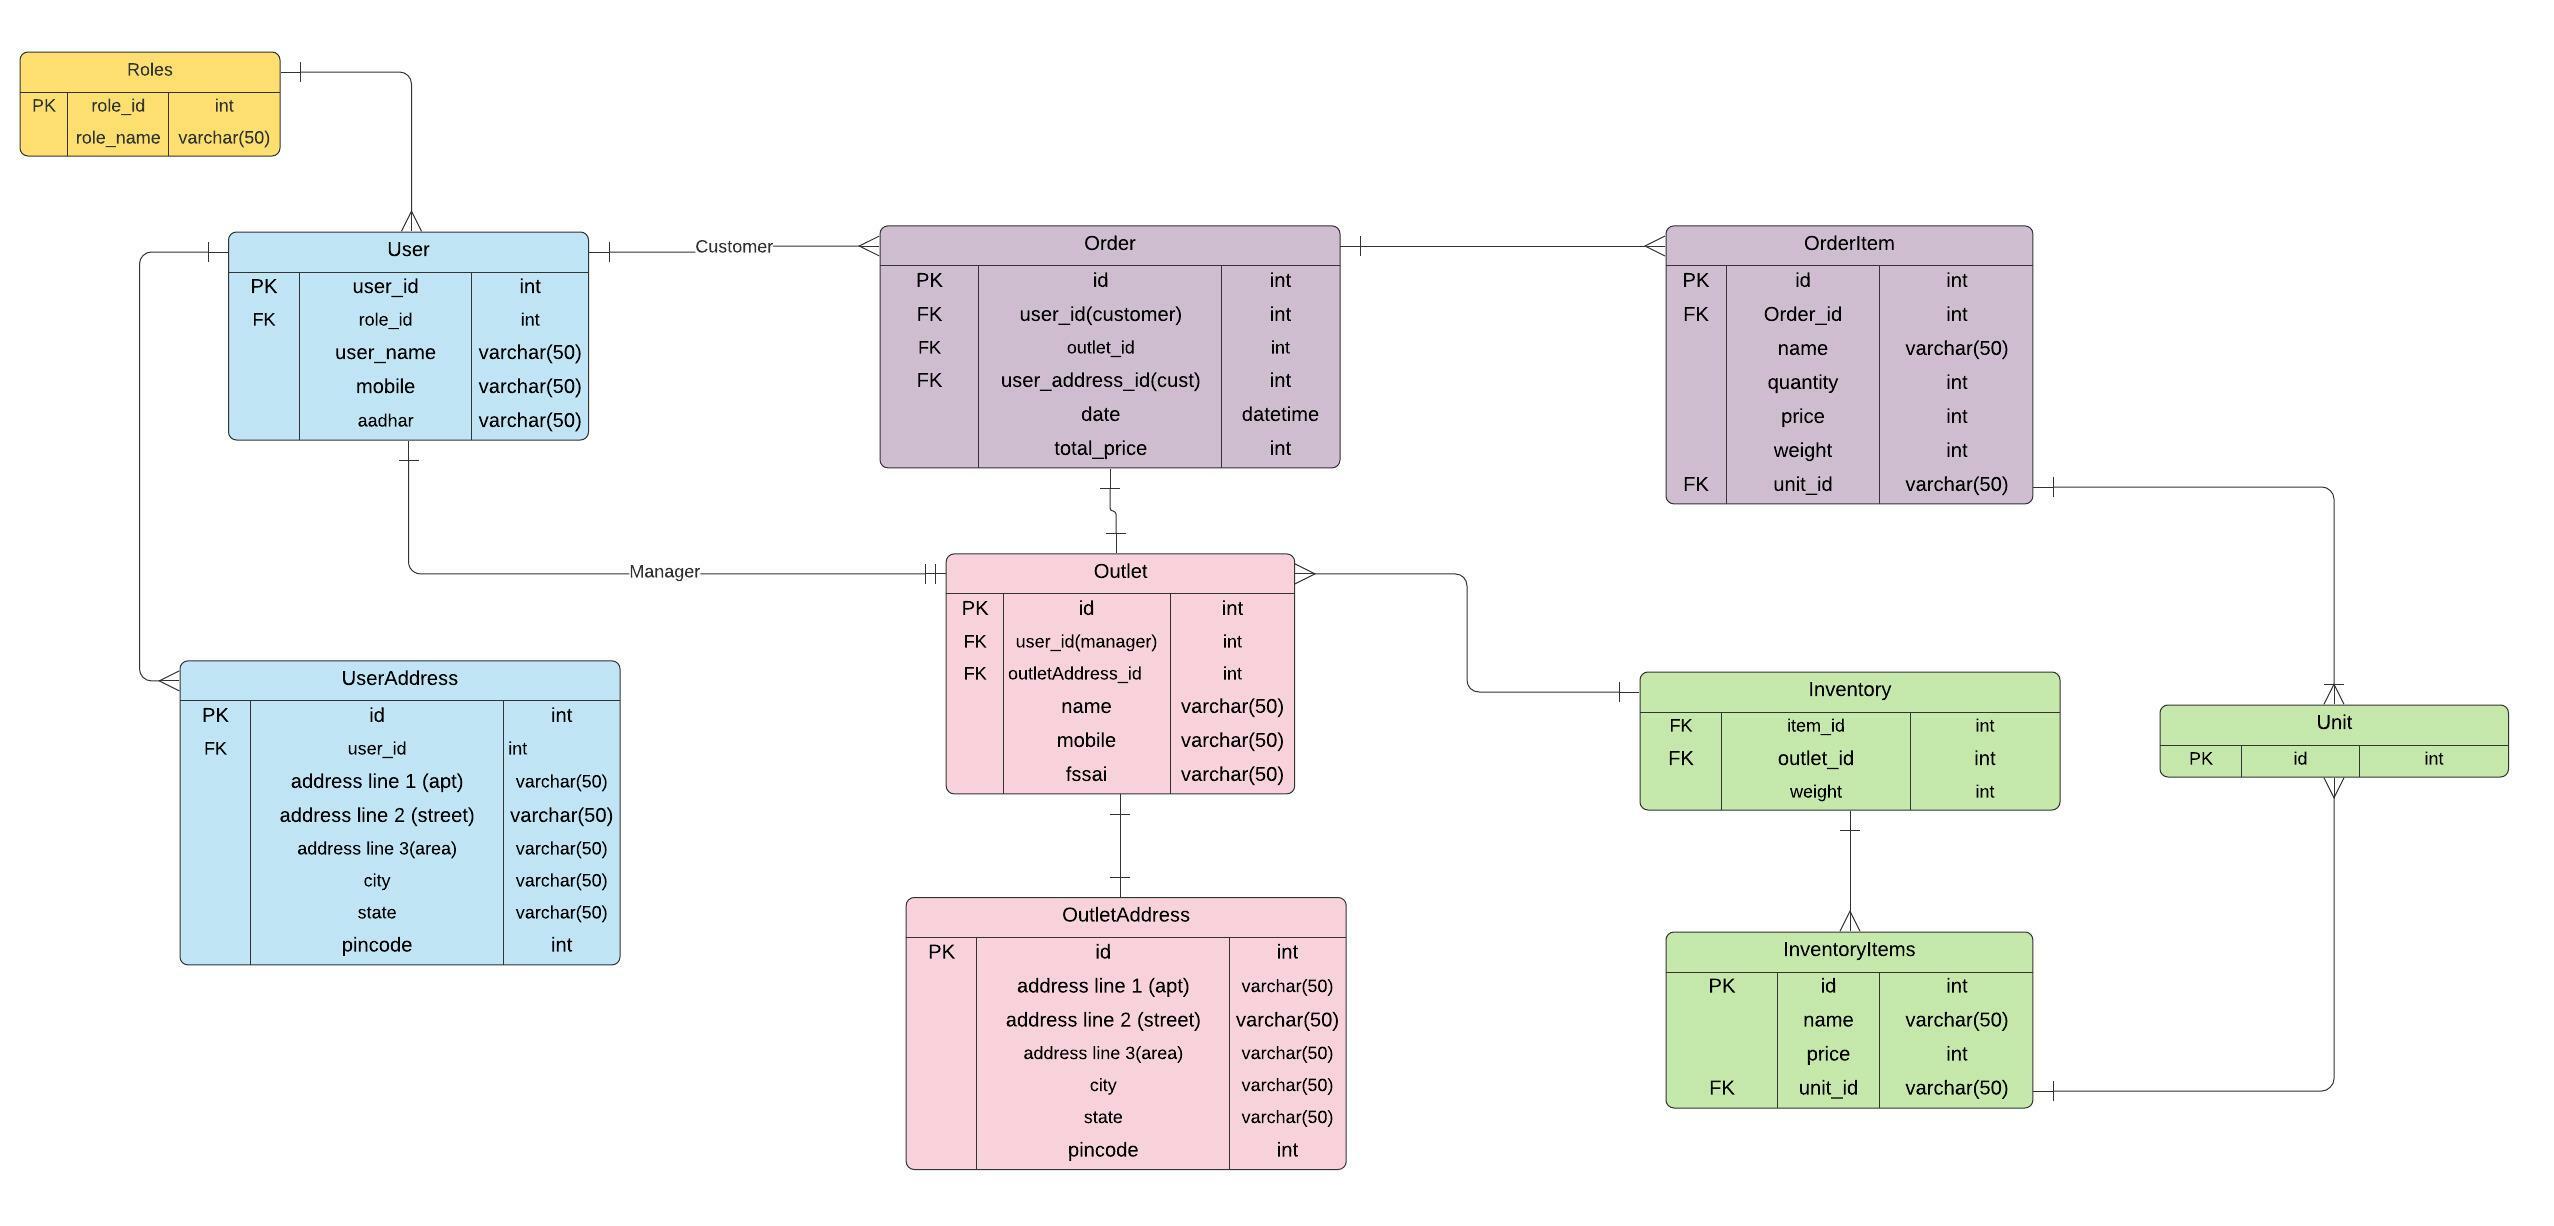 Roles
PK role_id int
role_name varchar(50)
User
PK user_id int
FK role_id int
user_name varchar(50)
mobile varchar(50)
aadhar varchar(50)
Customer
Order
PK id int
FK user_id(customer) int
FK outlet_id int
FK user_address_id(cust) int
date datetime
total_price int
OrderItem
PK id int
FK Order_id int
name varchar(50)
quantity int
price int
weight int
FK unit_id varchar(50)
Manager
Outlet
PK id int
FK user_id(manager) int
FK outletAddress_id int
name varchar(50)
mobile varchar(50)
fssai varchar(50)
UserAddress
PK id int
FK user_id int
address line 1 (apt) varchar(50)
address line 2 (street) varchar(50)
address line 3(area) varchar(50)
city varchar(50)
state varchar(50)
pincode int
Inventory
FK item_id int
FK outlet_id int
weight int
Unit
PK id int
OutletAddress
PK id int
address line 1 (apt) varchar(50)
address line 2 (street) varchar(50)
address line 3(area) varchar(50)
city varchar(50)
state varchar(50)
pincode int
InventoryItems
PK id int
name varchar(50)
price int
FK unit_id varchar(50)